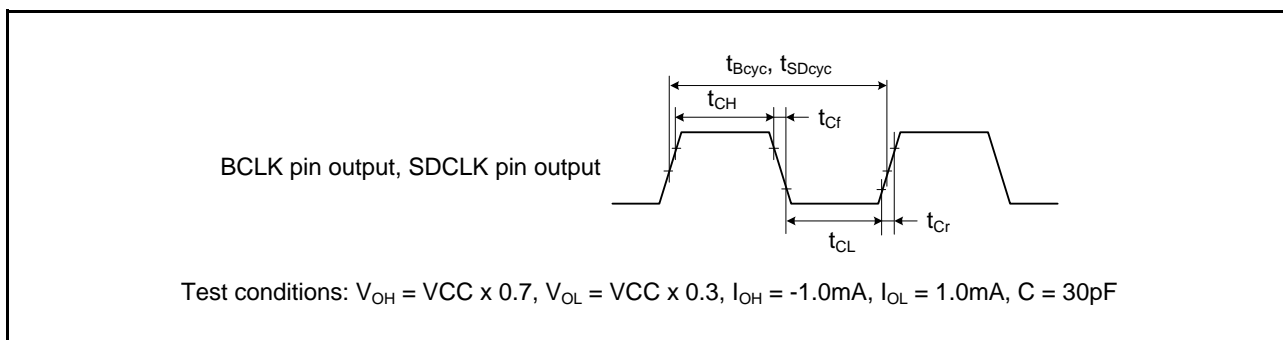 tBcyc, tSDcyc
tCH
tCf
BCLK pin output, SDCLK pin output
tCr
tCL
Test conditions: VOH = VCC x 0.7, VOL = VCC x 0.3, IOH = -1.0mA, IOL = 1.0mA, C = 30pF